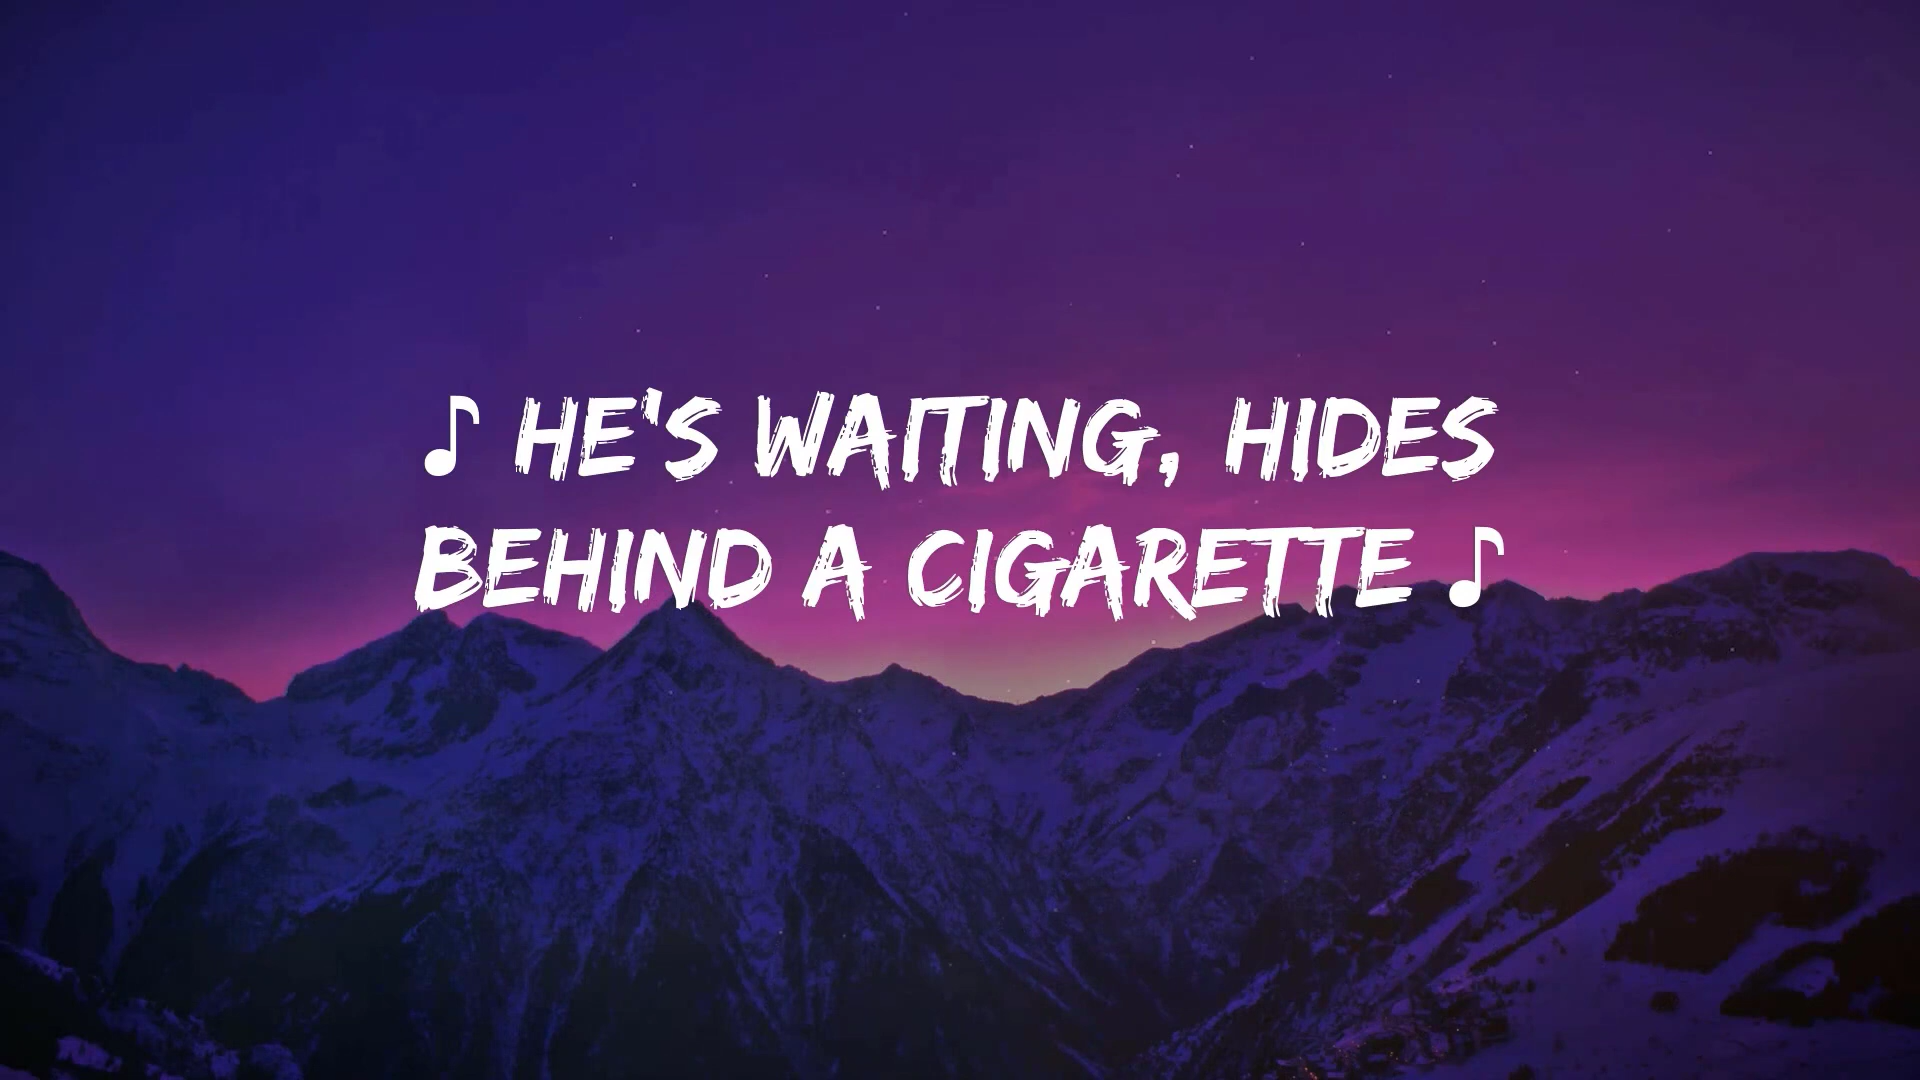 ♪ HE'S WAITING, HIDES
BEHIND A CIGARETTE ♪